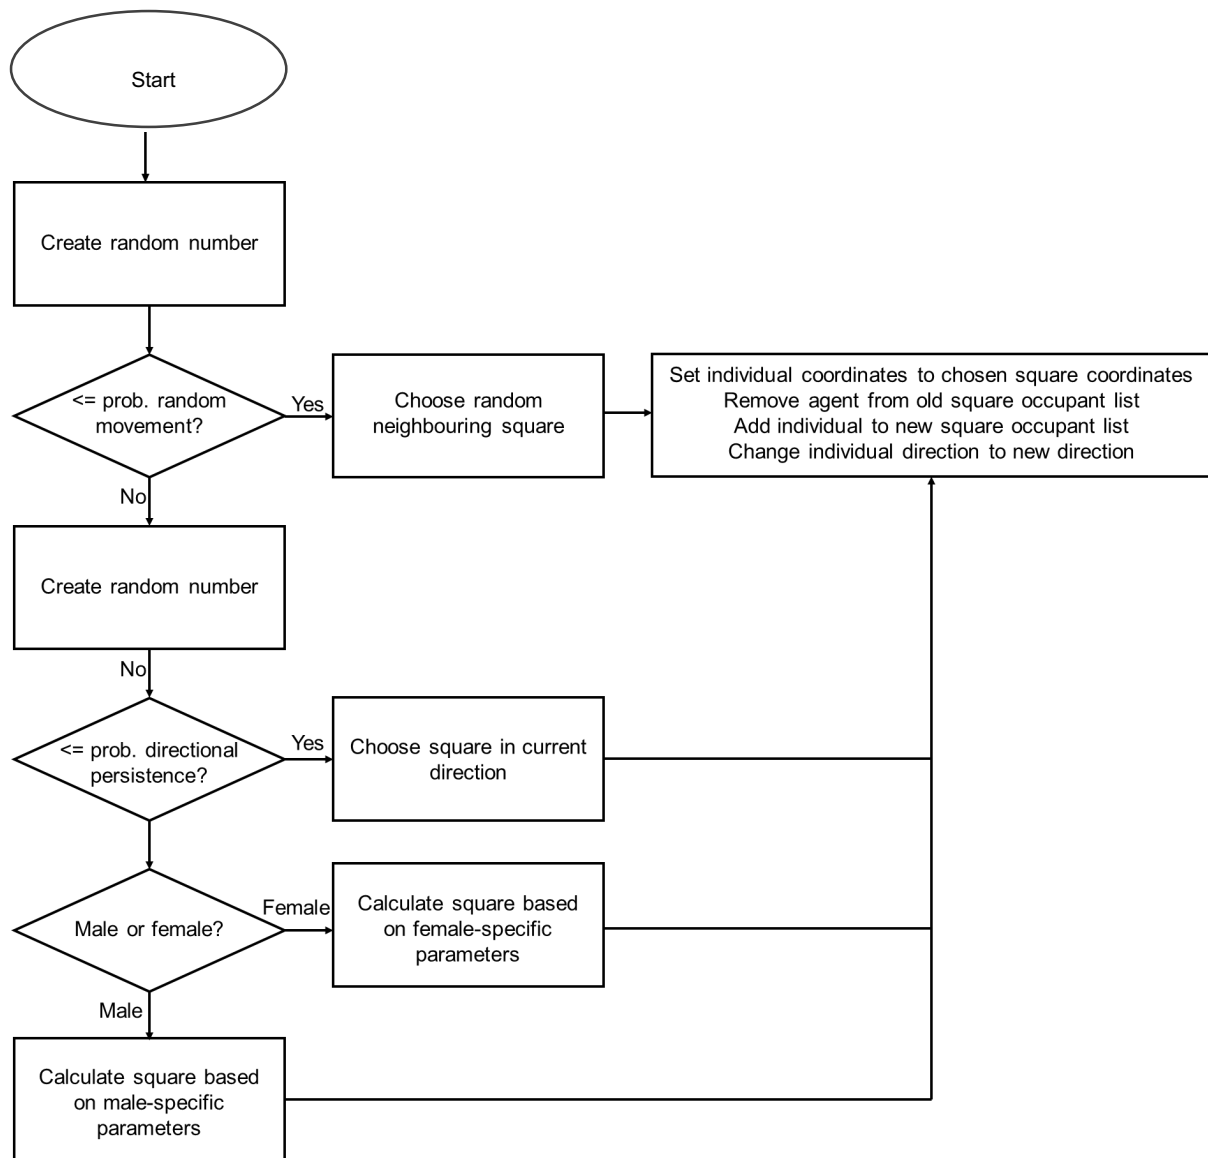 Start
Create random number
<= prob. random
movement?
Yes
Choose random
neighbouring square
Set individual coordinates to chosen square coordinates
Remove agent from old square occupant list
Add individual to new square occupant list
Change individual direction to new direction
No
Create random number
No
<= prob. directional
persistence?
Yes
Choose square in current
direction
Male or female?
Female
Calculate square based
on female-specific
parameters
Male
Calculate square based
on male-specific
parameters